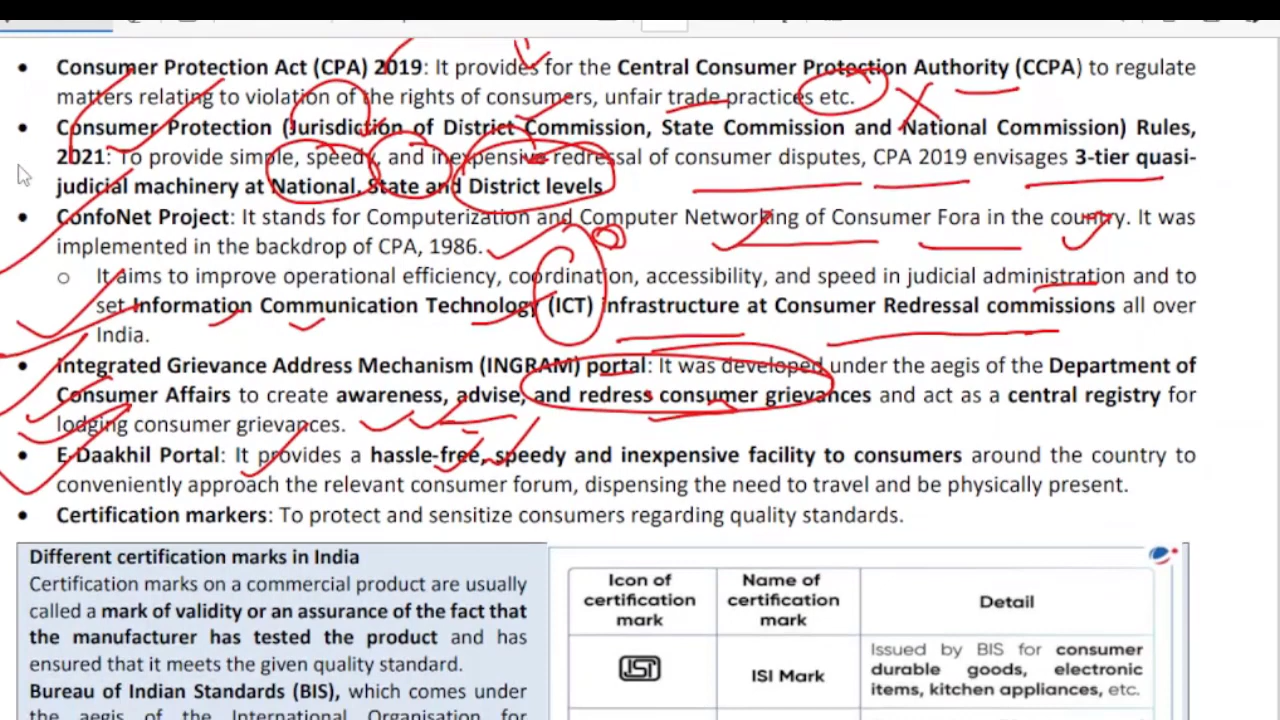 • Consumer Protection Act (CPA) 2019: It provides for the Central Consumer Protection Authority (CCPA) to regulate
matters relating to violation of the rights of consumers, unfair trade practices etc.
• Consumer Protection (Jurisdiction of District Commission, State Commission and National Commission) Rules,
2021: To provide simple, speedy, and inexpensive redressal of consumer disputes, CPA 2019 envisages 3-tier quasi-
judicial machinery at National, State and District levels
• ConfoNet Project: It stands for Computerization and Computer Networking of Consumer Fora in the country. It was
implemented in the backdrop of CPA, 1986.
o It aims to improve operational efficiency, coordination, accessibility, and speed in judicial administration and to
set Information Communication Technology (ICT) infrastructure at Consumer Redressal commissions all over
India.
• Integrated Grievance Address Mechanism (INGRAM) portal: It was developed under the aegis of the Department of
Consumer Affairs to create awareness, advise, and redress consumer grievances and act as a central registry for
lodging consumer grievances.
• E-Daakhil Portal: It provides a hassle-free, speedy and inexpensive facility to consumers around the country to
conveniently approach the relevant consumer forum, dispensing the need to travel and be physically present.
• Certification markers: To protect and sensitize consumers regarding quality standards.
Different certification marks in India
Certification marks on a commercial product are usually
called a mark of validity or an assurance of the fact that
the manufacturer has tested the product and has
ensured that it meets the given quality standard.
Bureau of Indian Standards (BIS), which comes under
the aegis of the International Organisation for
Icon of certification mark
Name of certification mark
Detail
ISI Mark
Issued by BIS for consumer
durable goods, electronic
items, kitchen appliances, etc.